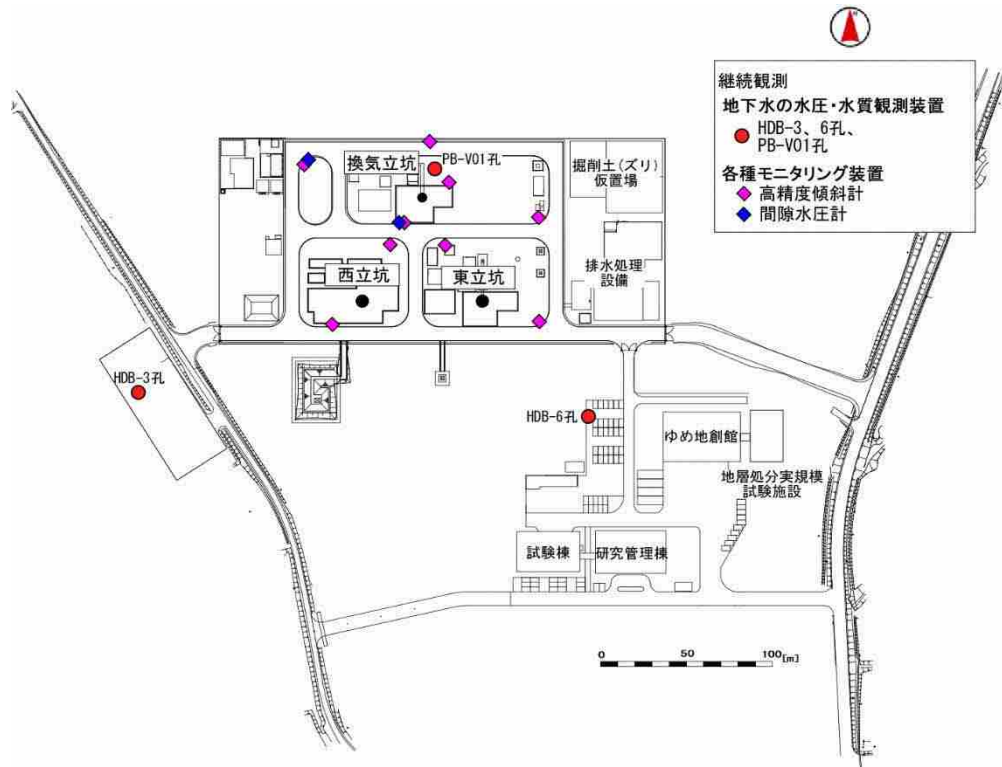 継続観測
地下水の水圧・水質観測装置
HDB-3、6孔、
PB-V01孔
各種モニタリング装置
高精度傾斜計
間隙水圧計
換気立坑
PB-V01孔
掘削土(ズリ)
仮置場
西立坑
東立坑
排水処理
設備
HDB-3孔
HDB-6孔
ゆめ地創館
地層処分実規模
試験施設
試験棟
研究管理棟
0 50 100[m]